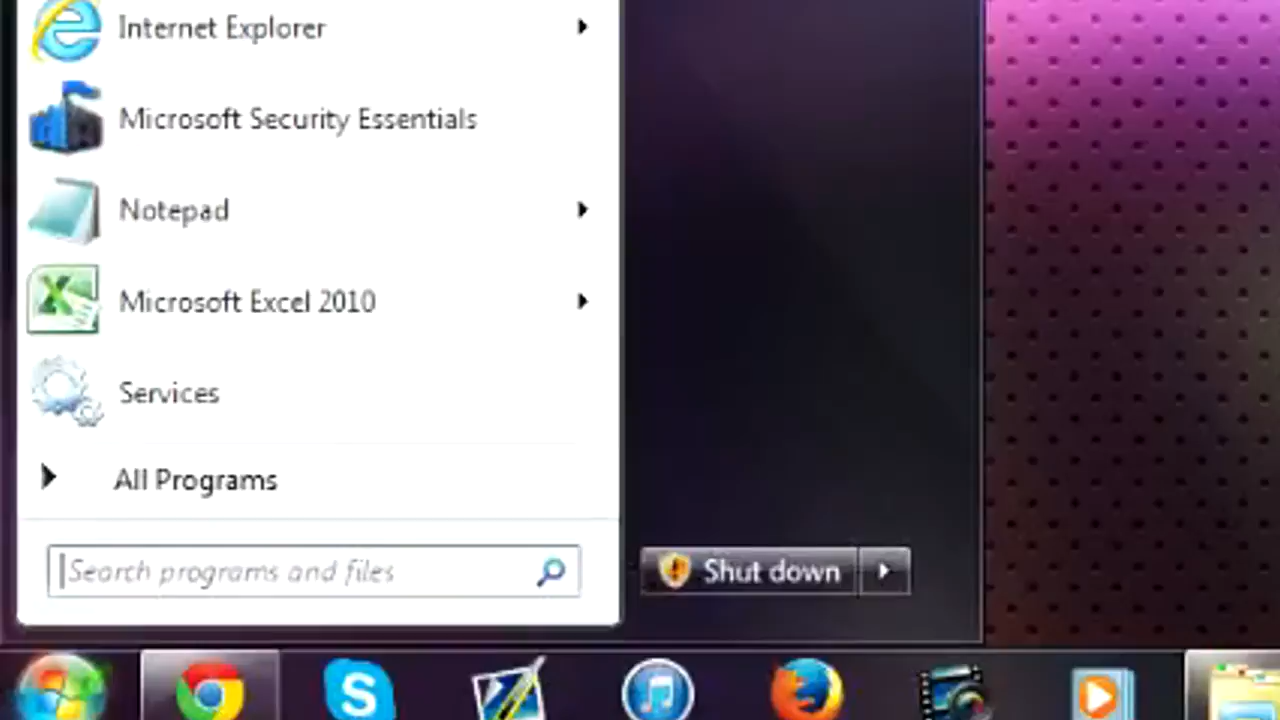 Internet Explorer
Microsoft Security Essentials
Notepad
Microsoft Excel 2010
Services
All Programs
Search programs and files
Shut down